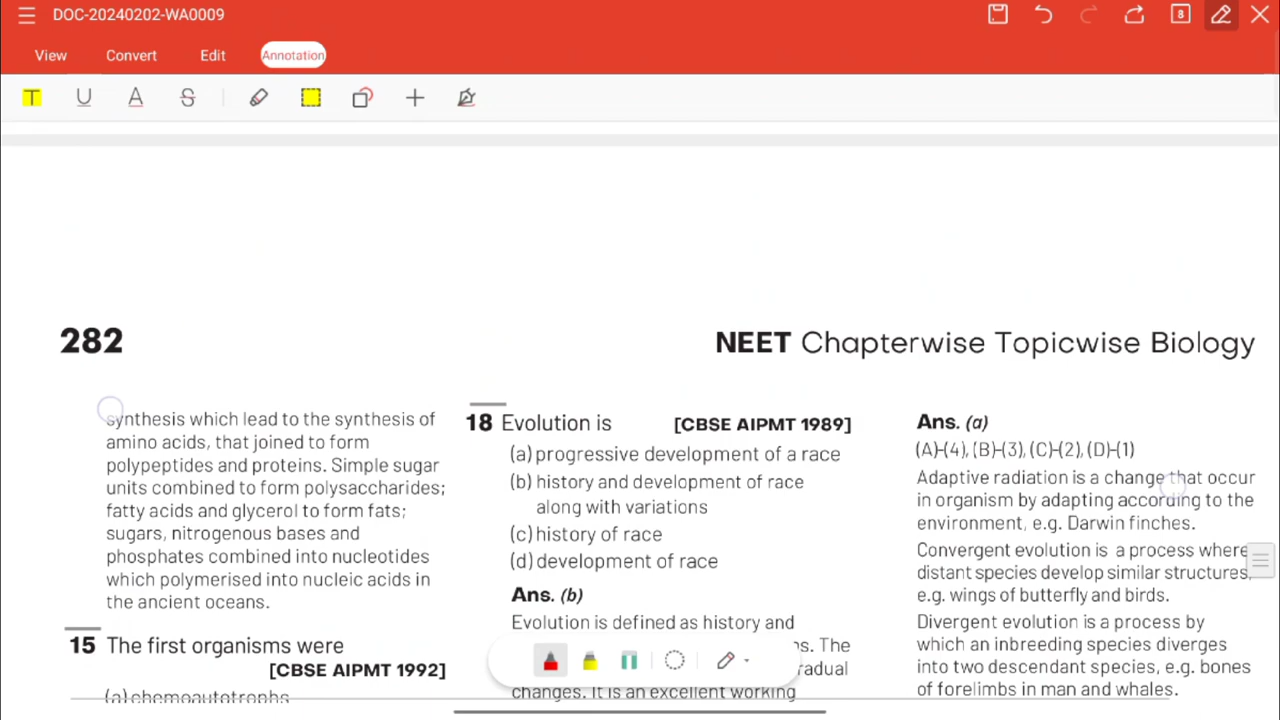 DOC-20240202-WA0009
8
View Convert Edit Annotation
T U A S
282
NEET Chapterwise Topicwise Biology
synthesis which lead to the synthesis of
amino acids, that joined to form
polypeptides and proteins. Simple sugar
units combined to form polysaccharides;
fatty acids and glycerol to form fats;
sugars, nitrogenous bases and
phosphates combined into nucleotides
which polymerised into nucleic acids in
the ancient oceans.
15 The first organisms were
[CBSE AIPMT 1992]
(a) chemoautotrophs
18 Evolution is [CBSE AIPMT 1989]
(a) progressive development of a race
(b) history and development of race
along with variations
(c) history of race
(d) development of race
Ans. (b)
Evolution is defined as history and
ns. The
radual
changes. It is an excellent working
Ans. (a)
(A)-(4), (B)-(3), (C)-(2), (D)-(1)
Adaptive radiation is a change that occur
in organism by adapting according to the
environment, e.g. Darwin finches.
Convergent evolution is a process where
distant species develop similar structures,
e.g. wings of butterfly and birds.
Divergent evolution is a process by
which an inbreeding species diverges
into two descendant species, e.g. bones
of forelimbs in man and whales.